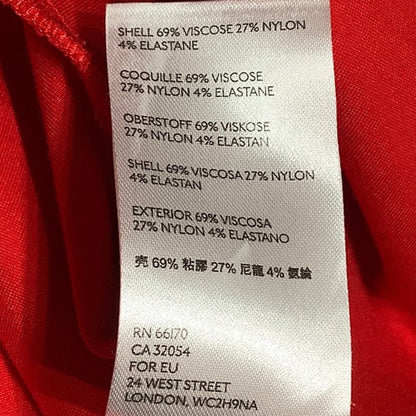 SHELL 69% VISCOSE 27% NYLON
4% ELASTANE
COQUILLE 69% VISCOSE
27% NYLON 4% ELASTANE
OBERSTOFF 69% VISKOSE
27% NYLON 4% ELASTAN
SHELL 69% VISCOSA 27% NYLON
4% ELASTAN
EXTERIOR 69% VISCOSA
27% NYLON 4% ELASTANO
壳 69% 粘膠 27% 尼龍 4% 氨綸
RN 66170
CA 32054
FOR EU
24 WEST STREET
LONDON, WC2H9NA